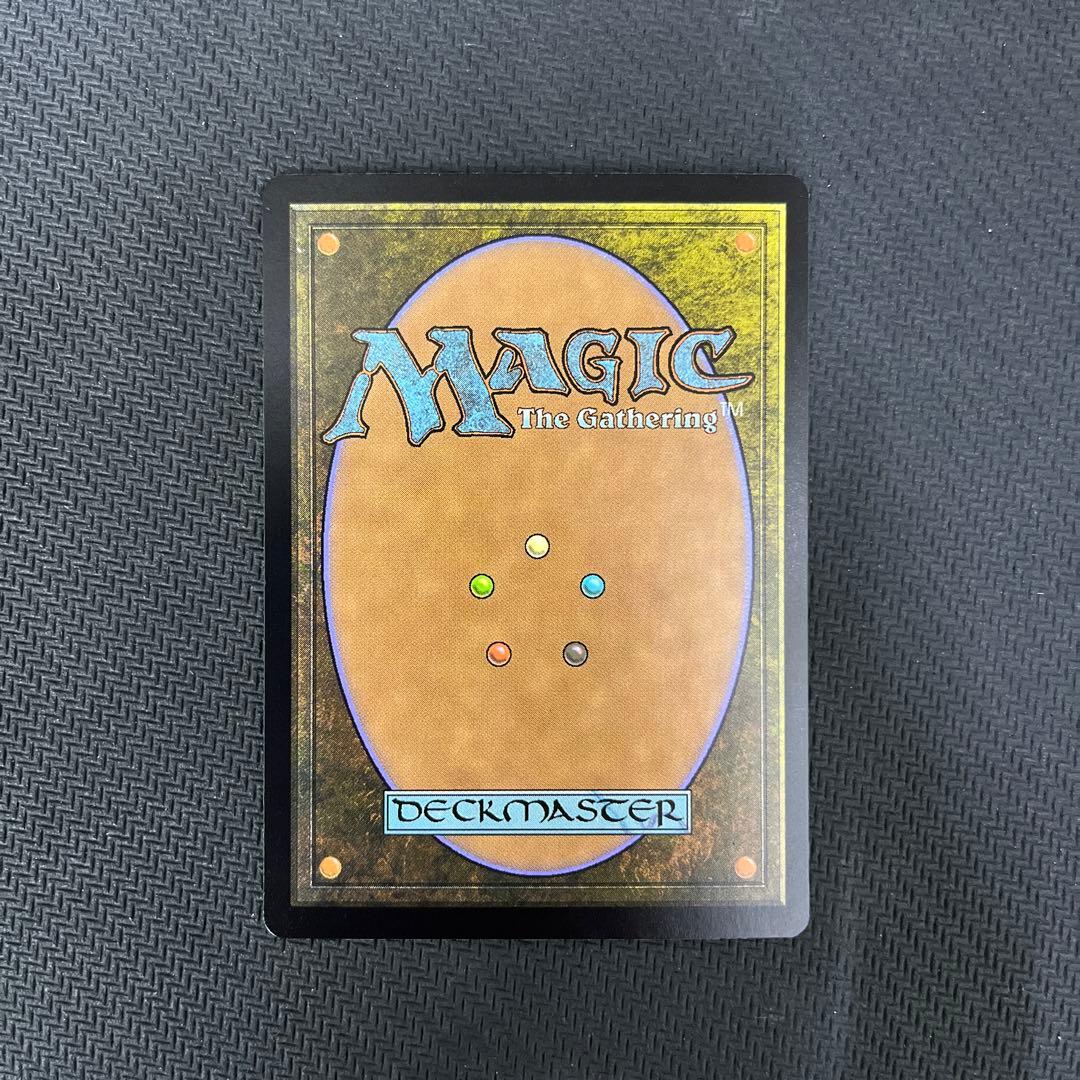 MAGIC
The Gathering™
DECKMASTER